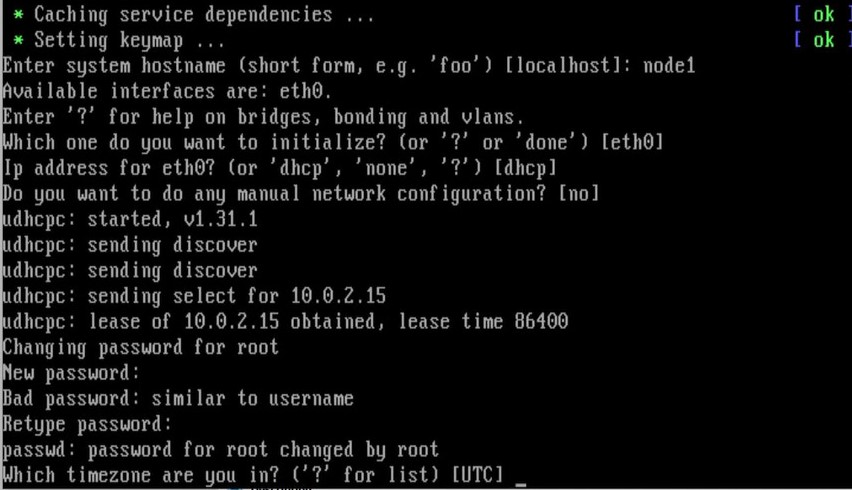 * Caching service dependencies ... [ ok ]
* Setting keymap ... [ ok ]
Enter system hostname (short form, e.g. 'foo') [localhost]: node1
Available interfaces are: eth0.
Enter '?' for help on bridges, bonding and vlans.
Which one do you want to initialize? (or '?' or 'done') [eth0]
Ip address for eth0? (or 'dhcp', 'none', '?') [dhcp]
Do you want to do any manual network configuration? [no]
udhcpc: started, v1.31.1
udhcpc: sending discover
udhcpc: sending discover
udhcpc: sending select for 10.0.2.15
udhcpc: lease of 10.0.2.15 obtained, lease time 86400
Changing password for root
New password:
Bad password: similar to username
Retype password:
passwd: password for root changed by root
Which timezone are you in? ('?' for list) [UTC] _